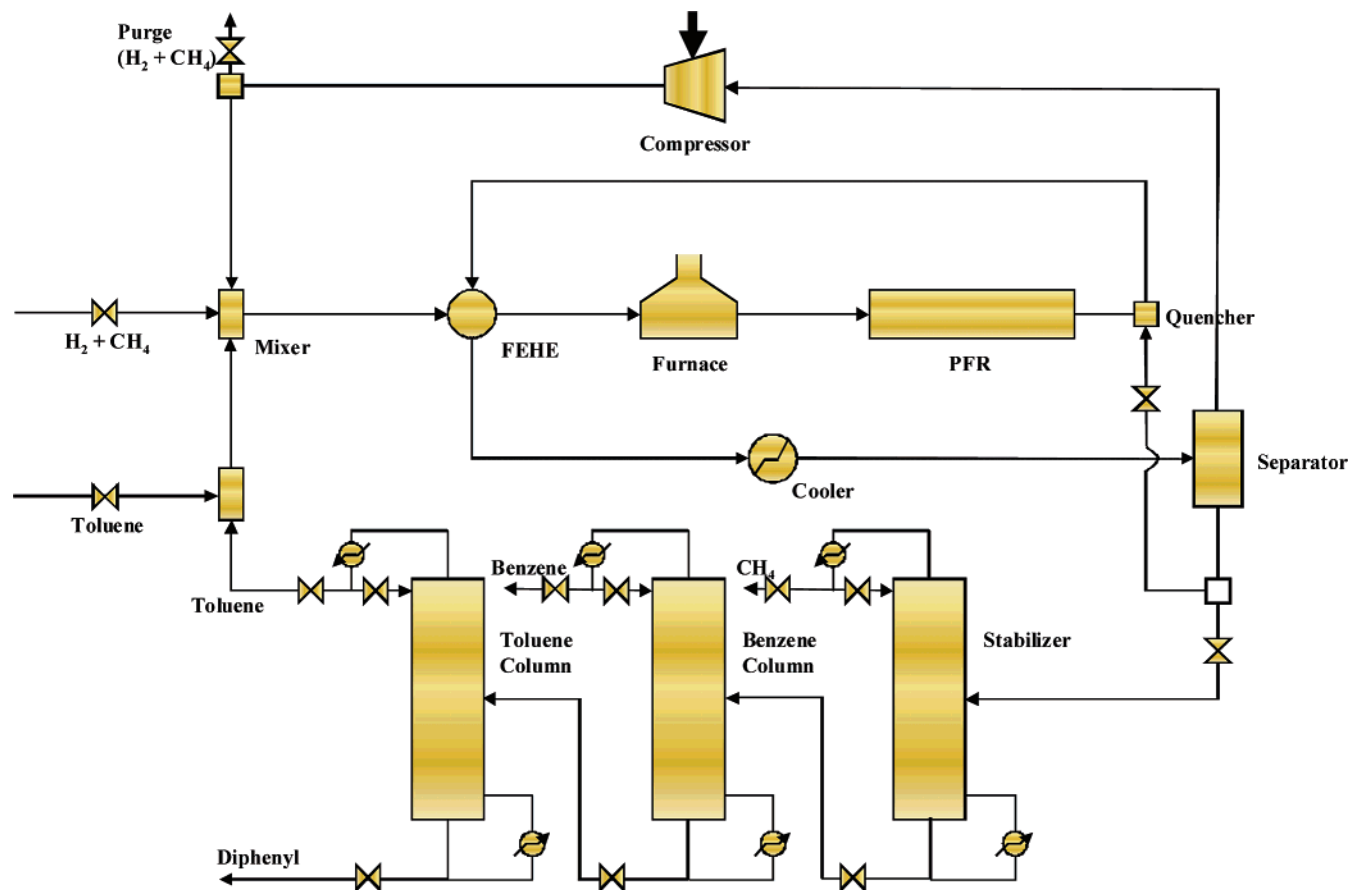 Purge
(H₂ + CH₄)
Compressor
H₂ + CH₄
Mixer
FEHE
Furnace
PFR
Quencher
Toluene
Cooler
Separator
Toluene
Benzene
CH₄
Toluene
Column
Benzene
Column
Stabilizer
Diphenyl